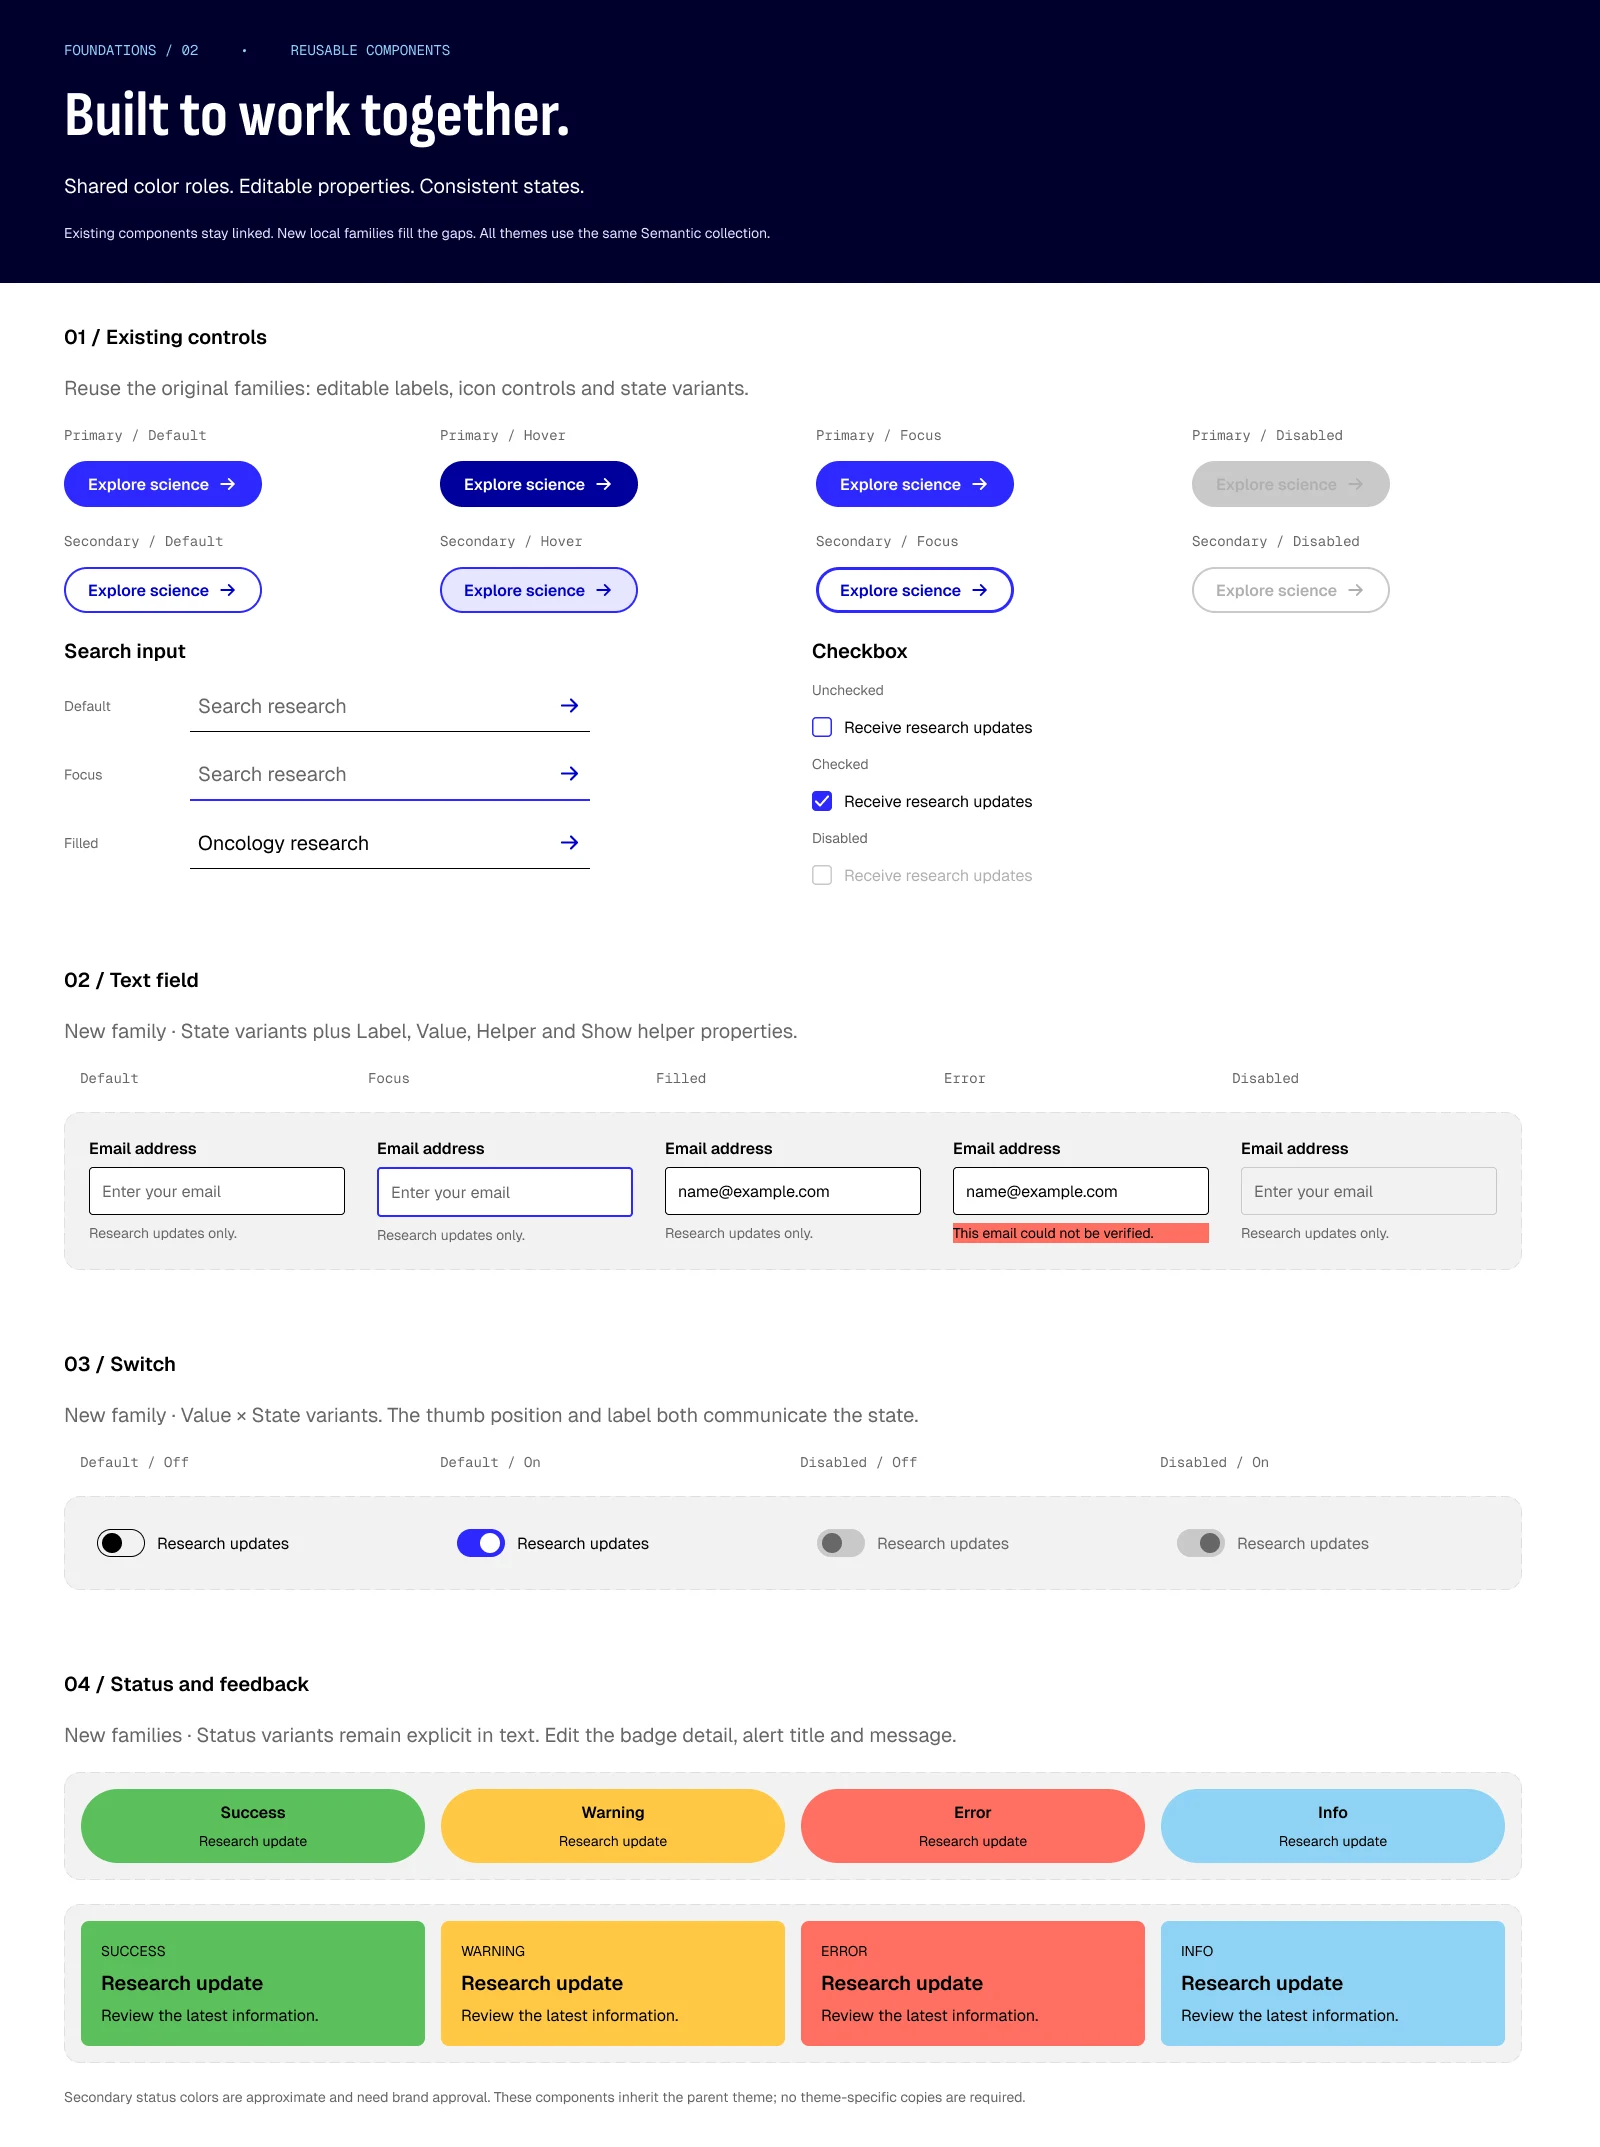 FOUNDATIONS / 02 • REUSABLE COMPONENTS
Built to work together.
Shared color roles. Editable properties. Consistent states.
Existing components stay linked. New local families fill the gaps. All themes use the same Semantic collection.
01 / Existing controls
Reuse the original families: editable labels, icon controls and state variants.
Primary / Default
Primary / Hover
Primary / Focus
Primary / Disabled
Explore science →
Explore science →
Explore science →
Explore science →
Secondary / Default
Secondary / Hover
Secondary / Focus
Secondary / Disabled
Explore science →
Explore science →
Explore science →
Explore science →
Search input
Default
Search research →
Focus
Search research →
Filled
Oncology research →
Checkbox
Unchecked
Receive research updates
Checked
Receive research updates
Disabled
Receive research updates
02 / Text field
New family · State variants plus Label, Value, Helper and Show helper properties.
Default
Focus
Filled
Error
Disabled
Email address
Enter your email
Research updates only.
Email address
Enter your email
Research updates only.
Email address
name@example.com
Research updates only.
Email address
name@example.com
This email could not be verified.
Email address
Enter your email
Research updates only.
03 / Switch
New family · Value × State variants. The thumb position and label both communicate the state.
Default / Off
Default / On
Disabled / Off
Disabled / On
Research updates
Research updates
Research updates
Research updates
04 / Status and feedback
New families · Status variants remain explicit in text. Edit the badge detail, alert title and message.
Success
Research update
Warning
Research update
Error
Research update
Info
Research update
SUCCESS
Research update
Review the latest information.
WARNING
Research update
Review the latest information.
ERROR
Research update
Review the latest information.
INFO
Research update
Review the latest information.
Secondary status colors are approximate and need brand approval. These components inherit the parent theme; no theme-specific copies are required.